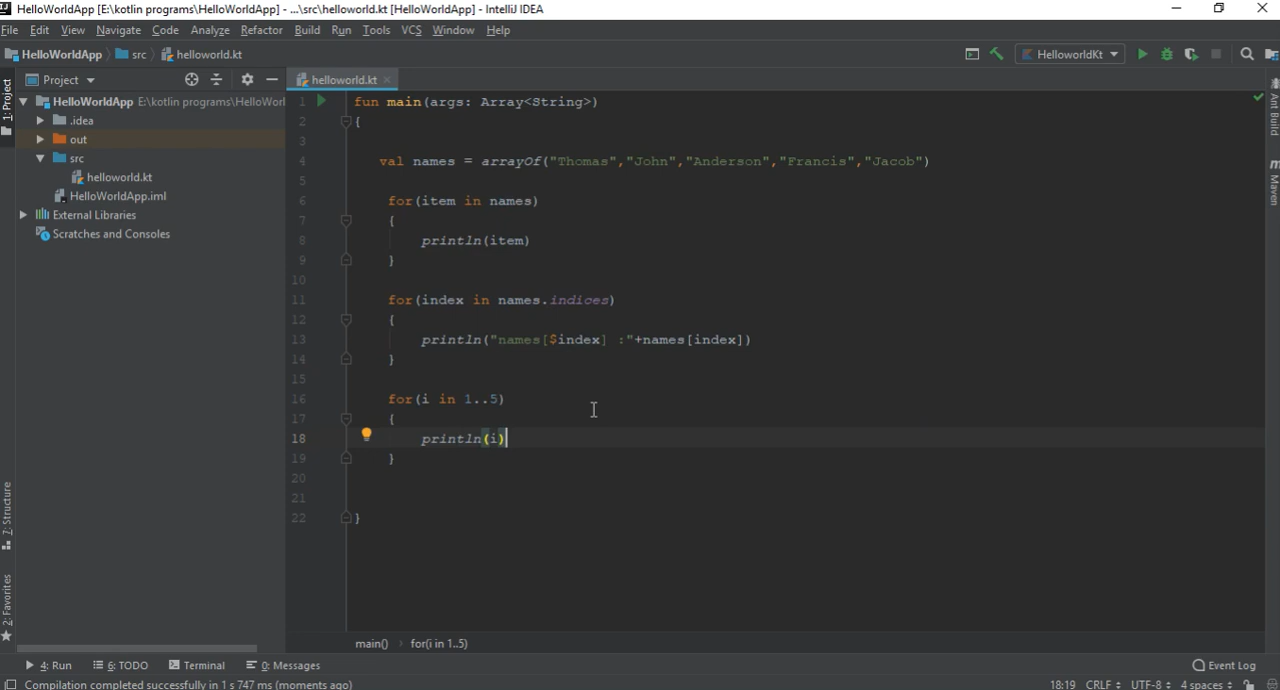 HelloWorldApp [E:\kotlin programs\HelloWorldApp] - ...\src\helloworld.kt [HelloWorldApp] - IntelliJ IDEA
File Edit View Navigate Code Analyze Refactor Build Run Tools VCS Window Help
HelloWorldApp src helloworld.kt HelloworldKt
Project helloworld.kt
1: Project
HelloWorldApp E:\kotlin programs\HelloWorl
.idea
out
src
helloworld.kt
HelloWorldApp.iml
External Libraries
Scratches and Consoles
1 fun main(args: Array<String>)
2 {
3
4 val names = arrayOf("Thomas","John","Anderson","Francis","Jacob")
5
6 for(item in names)
7 {
8 println(item)
9 }
10
11 for(index in names.indices)
12 {
13 println("names[$index] :"+names[index])
14 }
15
16 for(i in 1..5)
17 {
18 println(i)
19 }
20
21
22 }
Ant Build
Maven
7: Structure
2: Favorites
main() for(i in 1..5)
4: Run 6: TODO Terminal 0: Messages Event Log
Compilation completed successfully in 1 s 747 ms (moments ago) 18:19 CRLF UTF-8 4 spaces